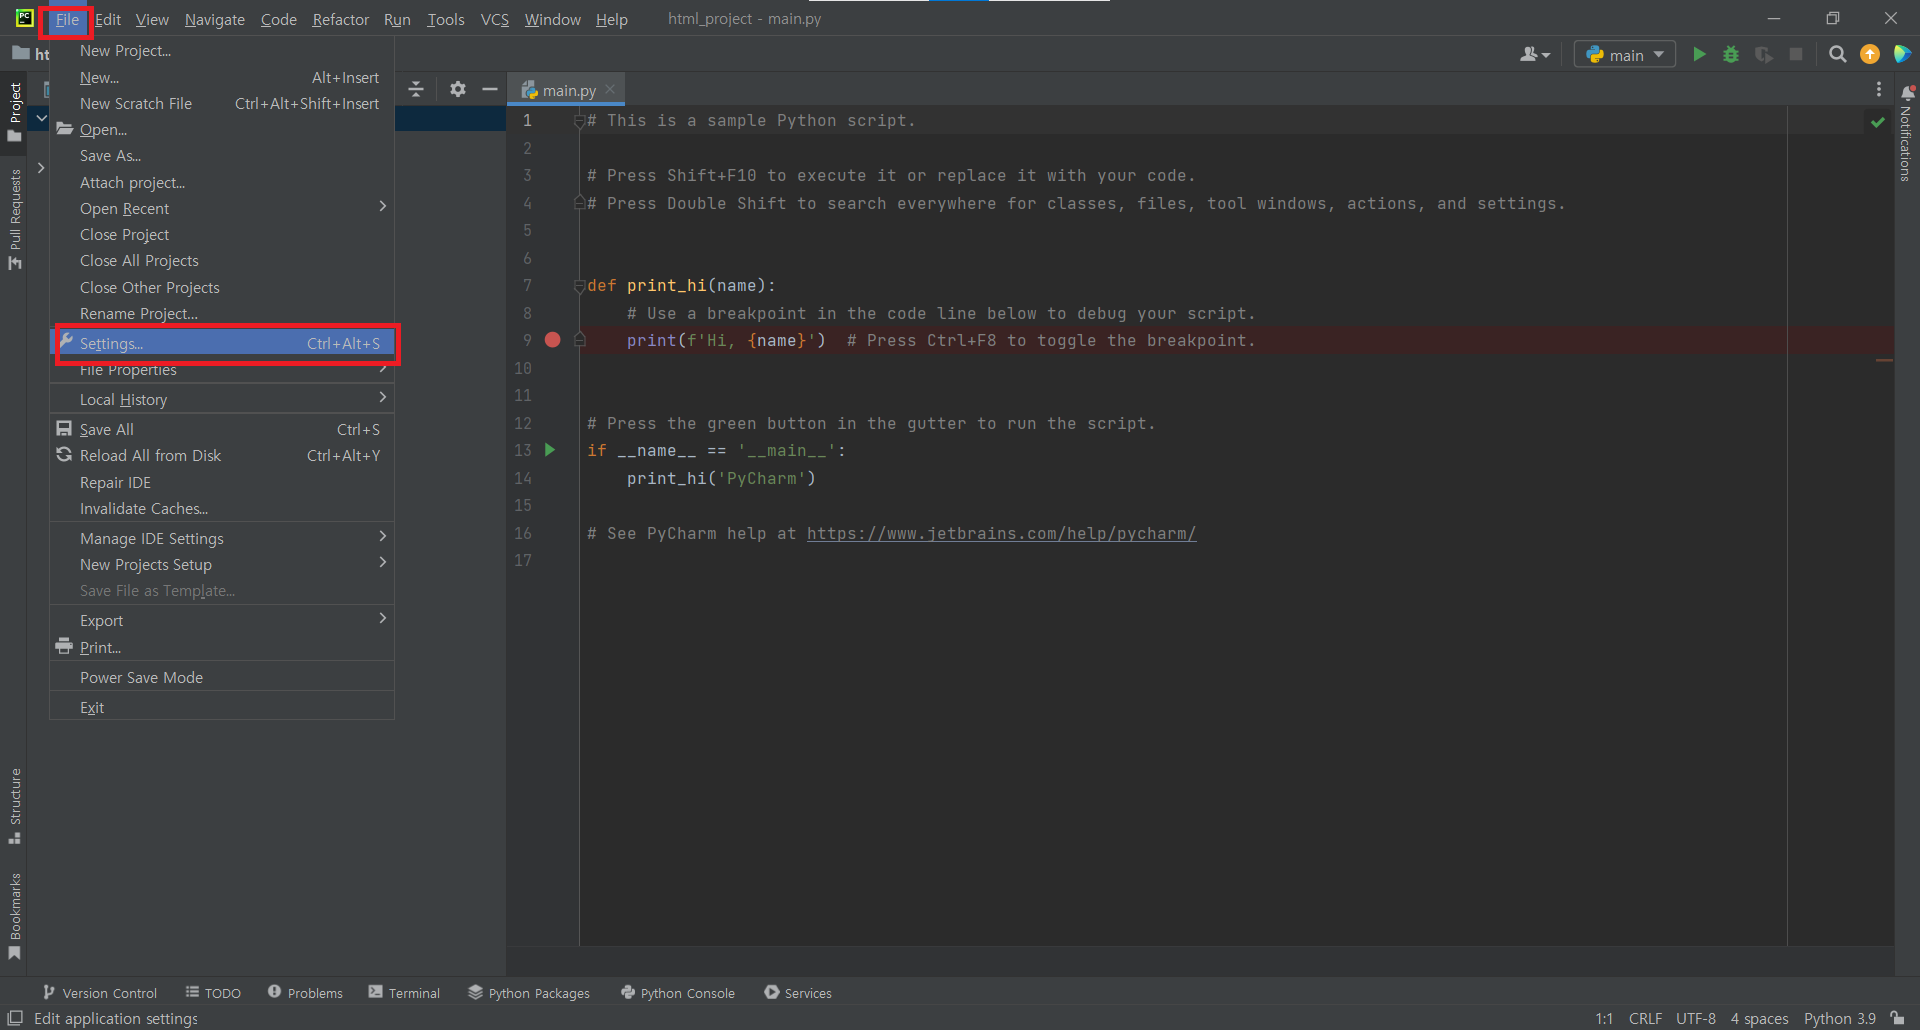 PC File Edit View Navigate Code Refactor Run Tools VCS Window Help html_project - main.py
ht
main
New Project...
New... Alt+Insert
New Scratch File Ctrl+Alt+Shift+Insert
Open...
Save As...
Attach project...
Open Recent
Close Project
Close All Projects
Close Other Projects
Rename Project...
Settings... Ctrl+Alt+S
File Properties
Local History
Save All Ctrl+S
Reload All from Disk Ctrl+Alt+Y
Repair IDE
Invalidate Caches...
Manage IDE Settings
New Projects Setup
Save File as Template...
Export
Print...
Power Save Mode
Exit
Project
Pull Requests
Structure
Bookmarks
main.py
1 # This is a sample Python script.
2
3 # Press Shift+F10 to execute it or replace it with your code.
4 # Press Double Shift to search everywhere for classes, files, tool windows, actions, and settings.
5
6
7 def print_hi(name):
8 # Use a breakpoint in the code line below to debug your script.
9 print(f'Hi, {name}') # Press Ctrl+F8 to toggle the breakpoint.
10
11
12 # Press the green button in the gutter to run the script.
13 if __name__ == '__main__':
14 print_hi('PyCharm')
15
16 # See PyCharm help at https://www.jetbrains.com/help/pycharm/
17
Notifications
Version Control TODO Problems Terminal Python Packages Python Console Services
Edit application settings 1:1 CRLF UTF-8 4 spaces Python 3.9